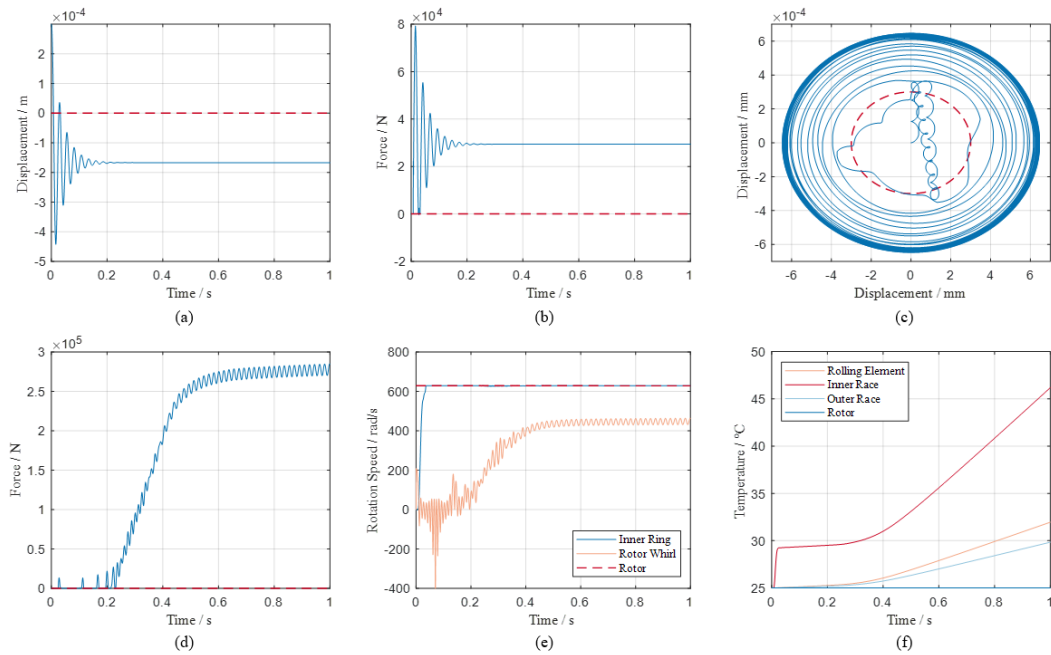 ×10⁻⁴
3
2
1
0
-1
-2
-3
-4
-5
Displacement / m
0 0.2 0.4 0.6 0.8 1
Time / s
(a)
×10⁴
8
6
4
2
0
-2
Force / N
0 0.2 0.4 0.6 0.8 1
Time / s
(b)
×10⁻⁴
6
4
2
0
-2
-4
-6
Displacement / mm
-6 -4 -2 0 2 4 6
Displacement / mm
(c)
×10⁵
3
2.5
2
1.5
1
0.5
0
Force / N
0 0.2 0.4 0.6 0.8 1
Time / s
(d)
800
600
400
200
0
-200
-400
Rotation Speed / rad/s
Inner Ring
Rotor Whirl
Rotor
0 0.2 0.4 0.6 0.8 1
Time / s
(e)
50
45
40
35
30
25
Temperature / °C
Rolling Element
Inner Race
Outer Race
Rotor
0 0.2 0.4 0.6 0.8 1
Time / s
(f)